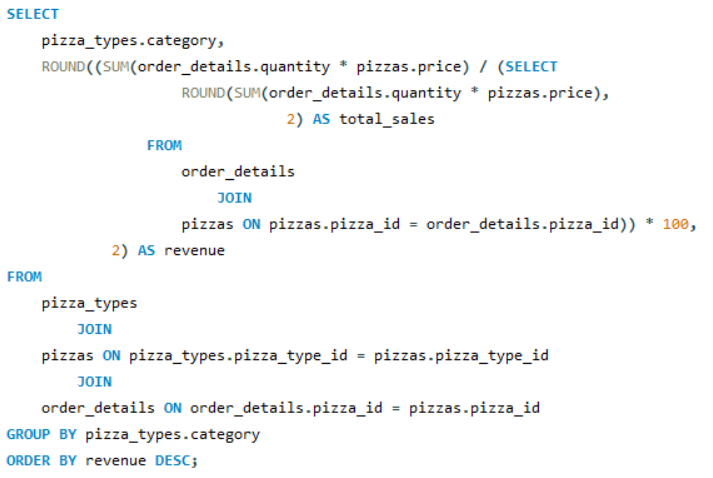 SELECT
pizza_types.category,
ROUND((SUM(order_details.quantity * pizzas.price) / (SELECT
ROUND(SUM(order_details.quantity * pizzas.price),
2) AS total_sales
FROM
order_details
JOIN
pizzas ON pizzas.pizza_id = order_details.pizza_id)) * 100,
2) AS revenue
FROM
pizza_types
JOIN
pizzas ON pizza_types.pizza_type_id = pizzas.pizza_type_id
JOIN
order_details ON order_details.pizza_id = pizzas.pizza_id
GROUP BY pizza_types.category
ORDER BY revenue DESC;